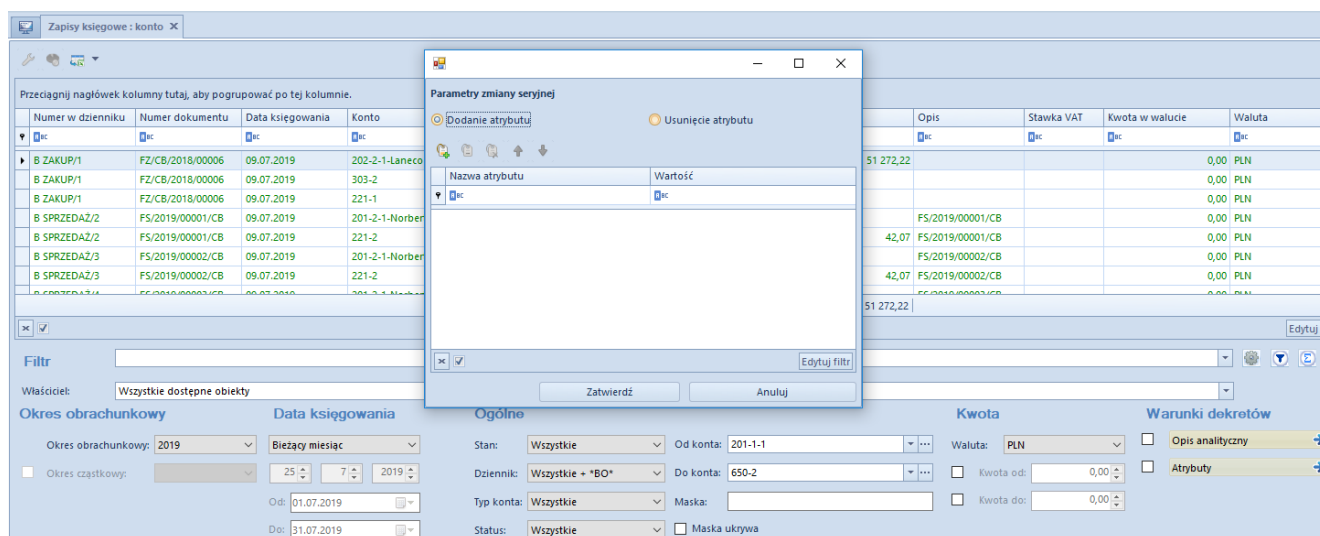 Zapisy księgowe : konto
Parametry zmiany seryjnej
Dodanie atrybutu Usunięcie atrybutu
Nazwa atrybutu Wartość
Edytuj filtr
Zatwierdź Anuluj
Przeciągnij nagłówek kolumny tutaj, aby pogrupować po tej kolumnie.
Numer w dzienniku Numer dokumentu Data księgowania Konto Opis Stawka VAT Kwota w walucie Waluta
B ZAKUP/1 FZ/CB/2018/00006 09.07.2019 202-2-1-Laneco 51 272,22 0,00 PLN
B ZAKUP/1 FZ/CB/2018/00006 09.07.2019 303-2 0,00 PLN
B ZAKUP/1 FZ/CB/2018/00006 09.07.2019 221-1 0,00 PLN
B SPRZEDAŻ/2 FS/2019/00001/CB 09.07.2019 201-2-1-Norber FS/2019/00001/CB 0,00 PLN
B SPRZEDAŻ/2 FS/2019/00001/CB 09.07.2019 221-2 42,07 FS/2019/00001/CB 0,00 PLN
B SPRZEDAŻ/3 FS/2019/00002/CB 09.07.2019 201-2-1-Norber FS/2019/00002/CB 0,00 PLN
B SPRZEDAŻ/3 FS/2019/00002/CB 09.07.2019 221-2 42,07 FS/2019/00002/CB 0,00 PLN
51 272,22
Edytuj
Filtr
Właściciel: Wszystkie dostępne obiekty
Okres obrachunkowy Data księgowania Ogólne Kwota Warunki dekretów
Okres obrachunkowy: 2019 Bieżący miesiąc Stan: Wszystkie Od konta: 201-1-1 Waluta: PLN Opis analityczny
Okres cząstkowy: 25 7 2019 Dziennik: Wszystkie + *BO* Do konta: 650-2 Kwota od: 0,00 Atrybuty
Od: 01.07.2019 Typ konta: Wszystkie Maska: Kwota do: 0,00
Do: 31.07.2019 Status: Wszystkie Maska ukrywa